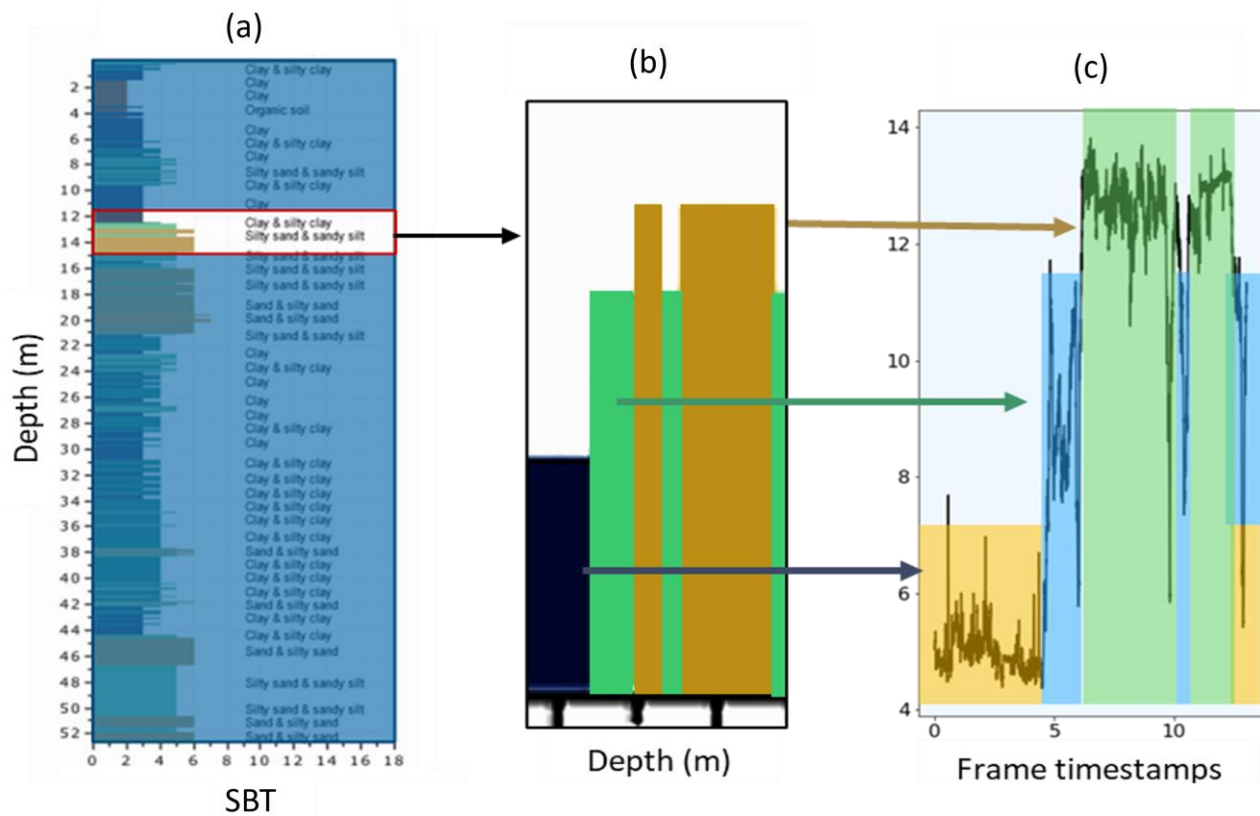 (a)
(b)
(c)
Clay & silty clay
Clay
Clay
Organic soil
Clay
Clay & silty clay
Clay
Silty sand & sandy silt
Clay & silty clay
Clay
Clay & silty clay
Silty sand & sandy silt
Silty sand & sandy silt
Silty sand & sandy silt
Silty sand & sandy silt
Sand & silty sand
Sand & silty sand
Silty sand & sandy silt
Clay
Clay & silty clay
Clay
Clay
Clay
Clay & silty clay
Clay
Clay & silty clay
Clay & silty clay
Clay & silty clay
Clay & silty clay
Clay & silty clay
Clay & silty clay
Sand & silty sand
Clay & silty clay
Clay & silty clay
Clay & silty clay
Sand & silty sand
Clay & silty clay
Clay & silty clay
Sand & silty sand
Silty sand & sandy silt
Silty sand & sandy silt
Sand & silty sand
Sand & silty sand
2
4
6
8
10
12
14
16
18
20
22
24
26
28
30
32
34
36
38
40
42
44
46
48
50
52
Depth (m)
0 2 4 6 8 10 12 14 16 18
SBT
Depth (m)
14
12
10
8
6
4
0 5 10
Frame timestamps